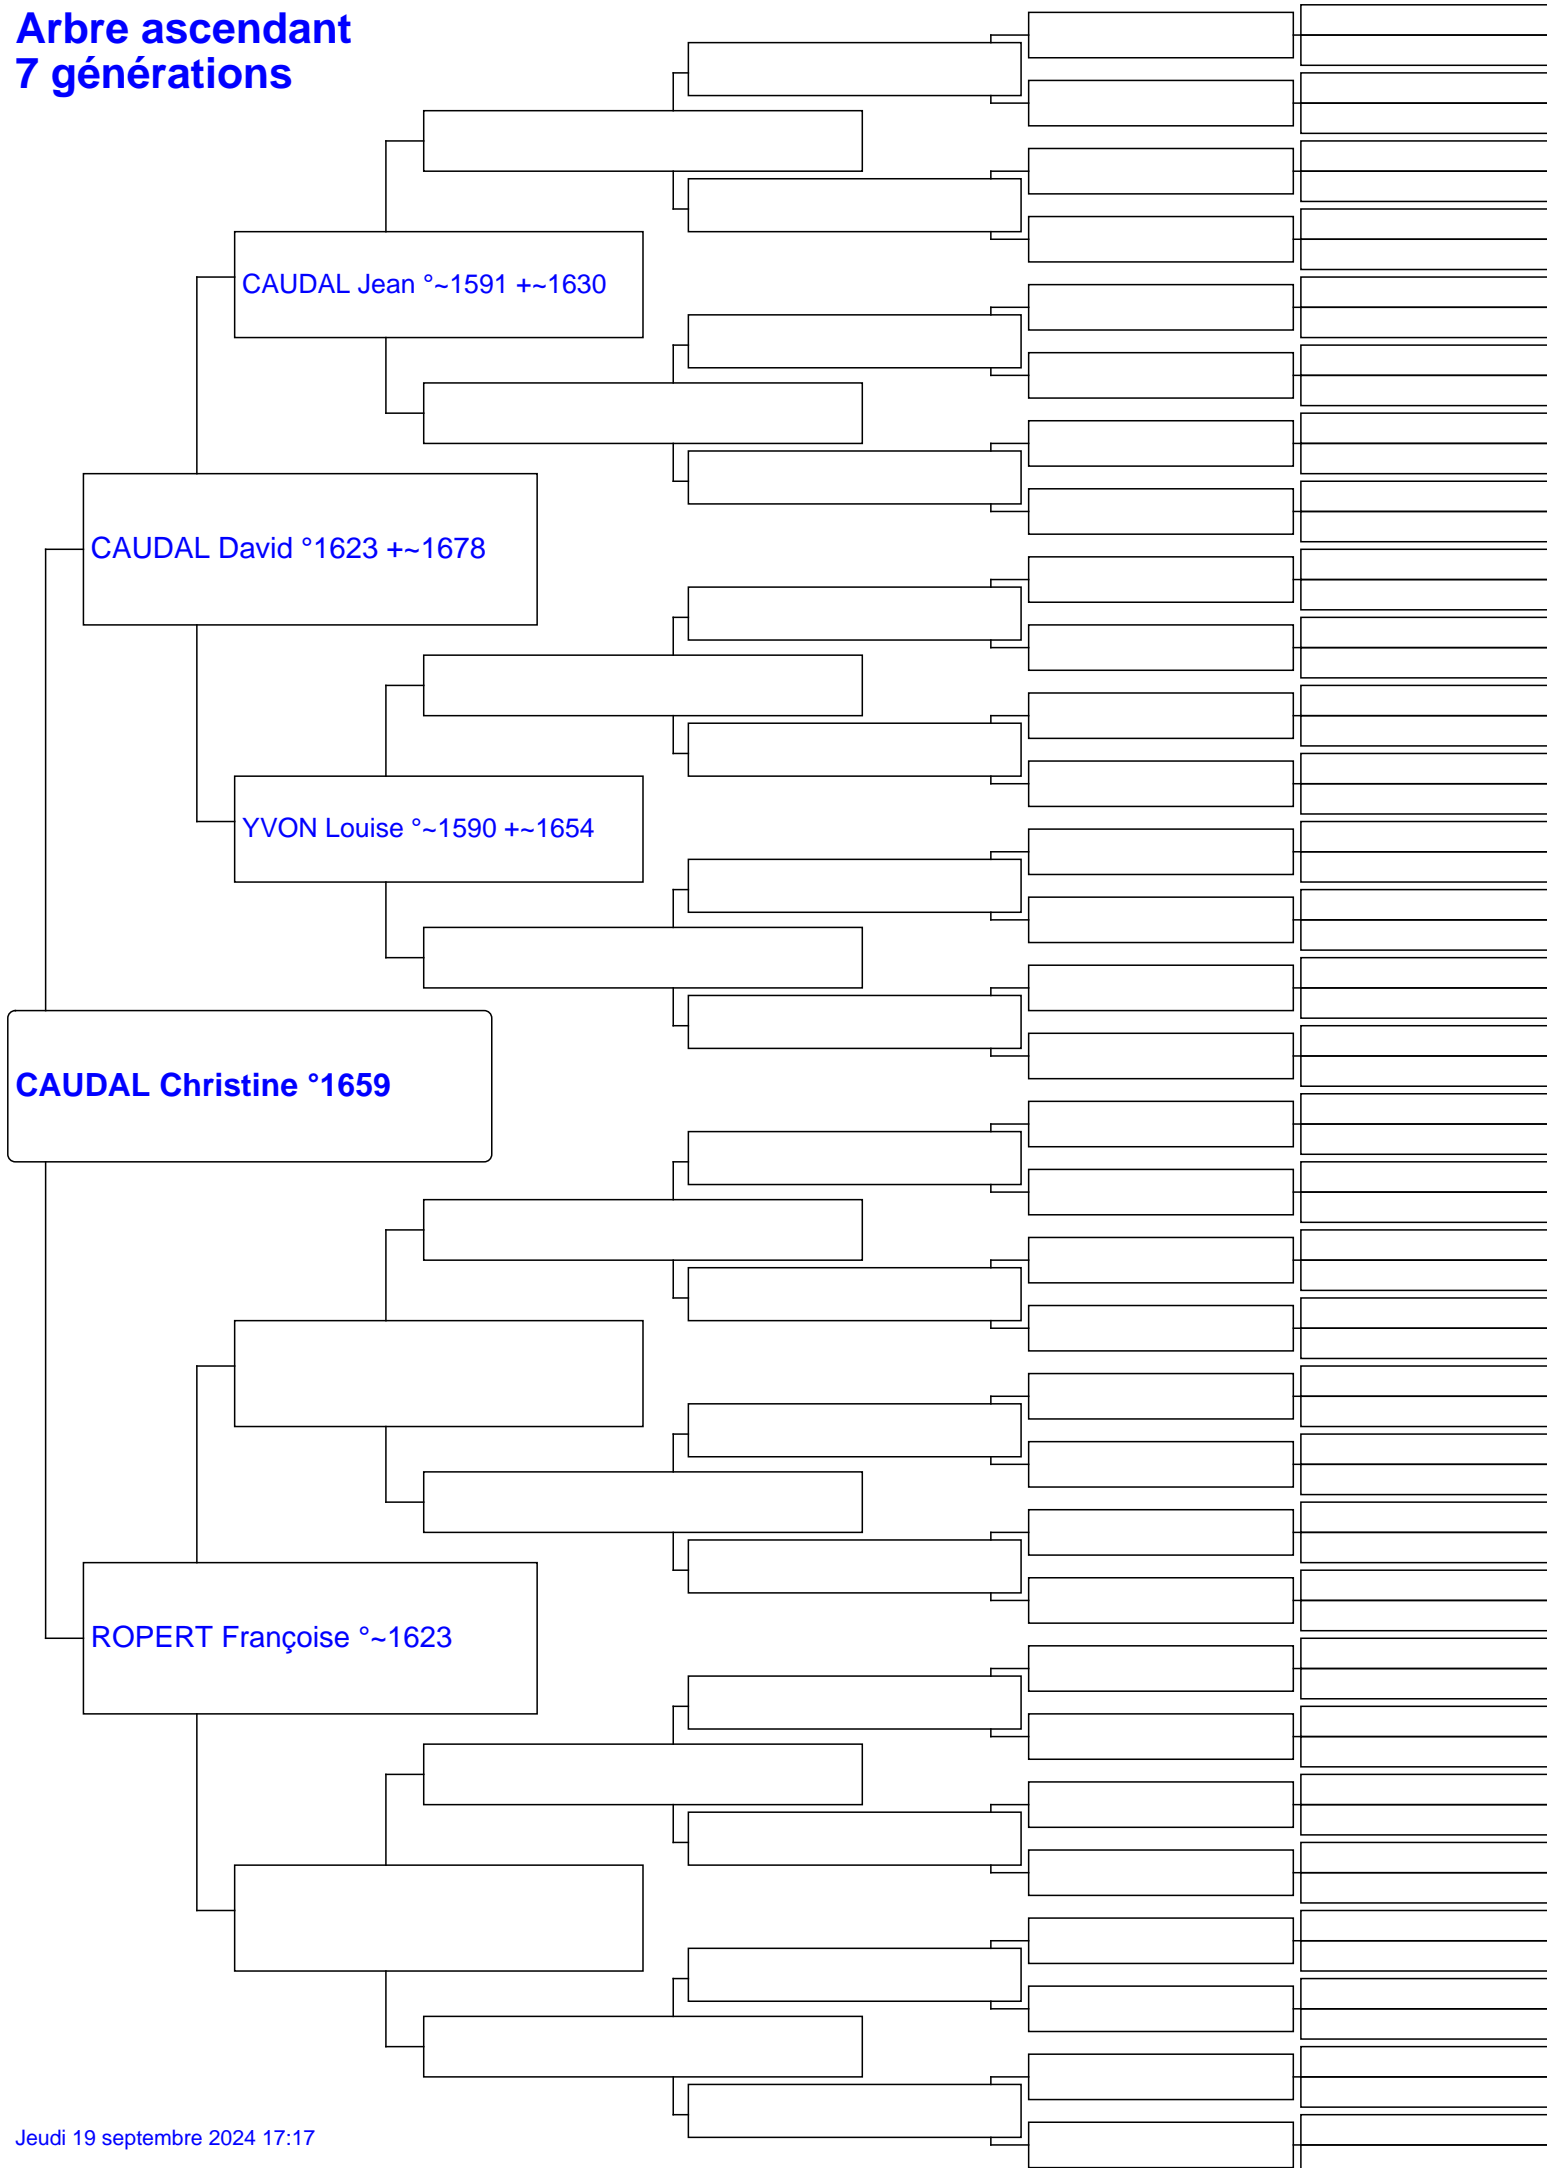 Arbre ascendant
7 générations
CAUDAL Jean °~1591 +~1630
CAUDAL David °1623 +~1678
YVON Louise °~1590 +~1654
CAUDAL Christine °1659
ROPERT Françoise °~1623
Jeudi 19 septembre 2024 17:17